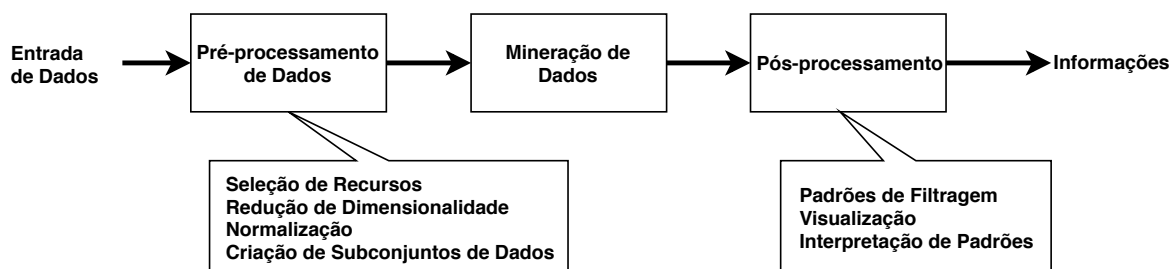 Entrada
de Dados
Pré-processamento
de Dados
Mineração de
Dados
Pós-processamento
Informações
Seleção de Recursos
Redução de Dimensionalidade
Normalização
Criação de Subconjuntos de Dados
Padrões de Filtragem
Visualização
Interpretação de Padrões